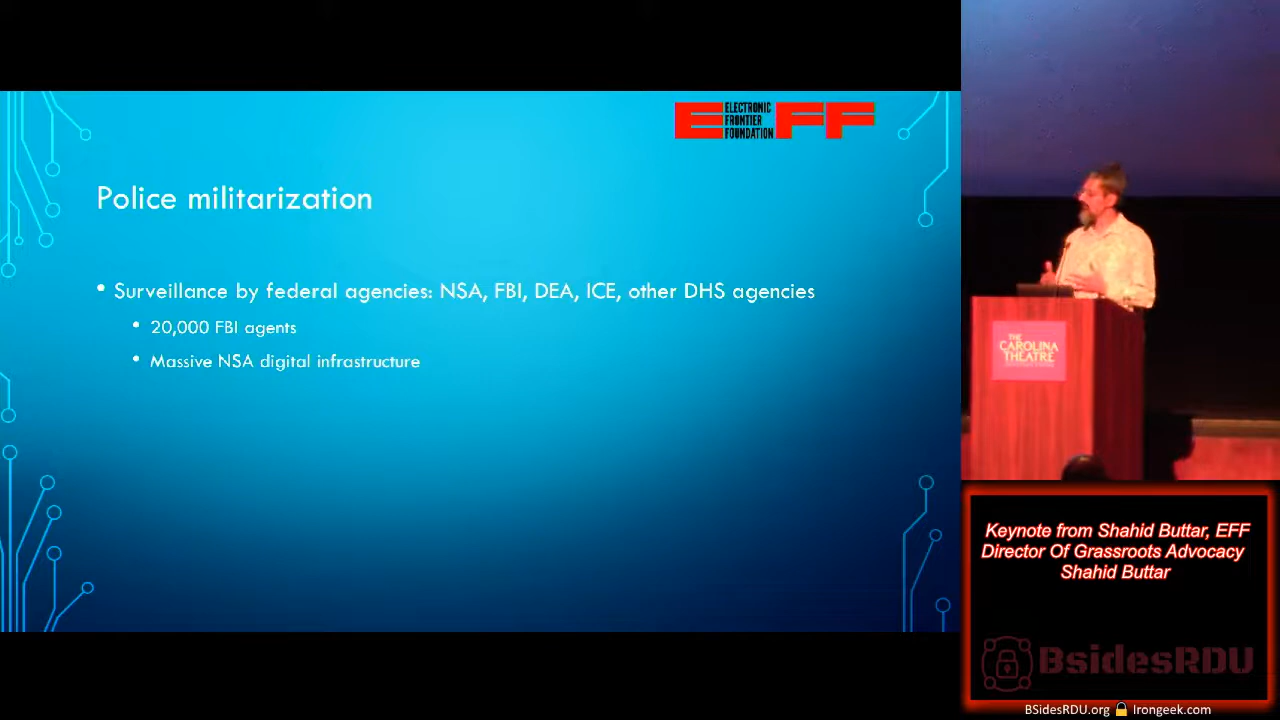 EFF
ELECTRONIC
FRONTIER
FOUNDATION
Police militarization
• Surveillance by federal agencies: NSA, FBI, DEA, ICE, other DHS agencies
• 20,000 FBI agents
• Massive NSA digital infrastructure
THE
CAROLINA
THEATRE
Keynote from Shahid Buttar, EFF
Director Of Grassroots Advocacy
Shahid Buttar
BsidesRDU
BSidesRDU.org Irongeek.com